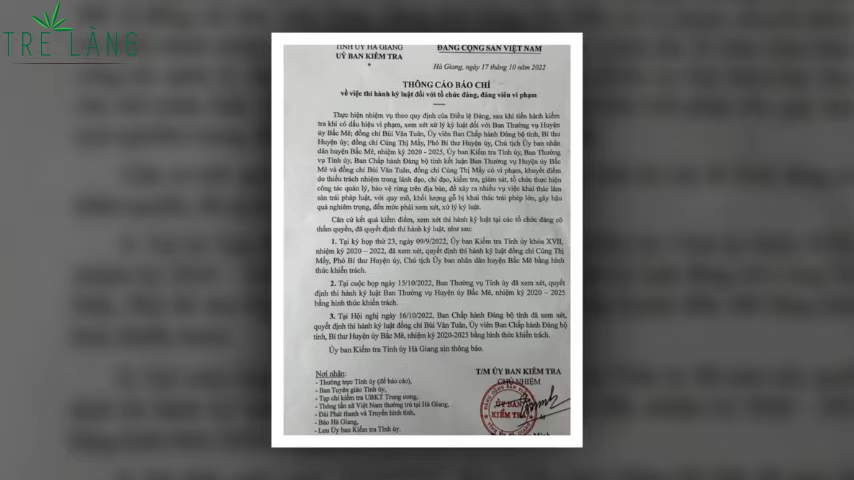 TRE LÀNG
TỈNH ỦY HÀ GIANG
ỦY BAN KIỂM TRA
*
ĐẢNG CỘNG SẢN VIỆT NAM
Hà Giang, ngày 17 tháng 10 năm 2022
THÔNG CÁO BÁO CHÍ
về việc thi hành kỷ luật đối với tổ chức đảng, đảng viên vi phạm
Thực hiện nhiệm vụ theo quy định của Điều lệ Đảng, sau khi tiến hành kiểm
tra khi có dấu hiệu vi phạm, xem xét xử lý kỷ luật đối với Ban Thường vụ Huyện
ủy Bắc Mê; đồng chí Bùi Văn Tuân, Ủy viên Ban Chấp hành Đảng bộ tỉnh, Bí thư
Huyện ủy; đồng chí Củng Thị Mẩy, Phó Bí thư Huyện ủy, Chủ tịch Ủy ban nhân
dân huyện Bắc Mê, nhiệm kỳ 2020 - 2025, Ủy ban Kiểm tra Tỉnh ủy, Ban Thường
vụ Tỉnh ủy, Ban Chấp hành Đảng bộ tỉnh kết luận Ban Thường vụ Huyện ủy Bắc
Mê và đồng chí Bùi Văn Tuân, đồng chí Củng Thị Mẩy có vi phạm, khuyết điểm
do thiếu trách nhiệm trong lãnh đạo, chỉ đạo, kiểm tra, giám sát, tổ chức thực hiện
công tác quản lý, bảo vệ rừng trên địa bàn, để xảy ra nhiều vụ việc khai thác lâm
sản trái pháp luật, với quy mô, khối lượng gỗ bị khai thác trái phép lớn, gây hậu
quả nghiêm trọng, đến mức phải xem xét, xử lý kỷ luật.
Căn cứ kết quả kiểm điểm, xem xét thi hành kỷ luật tại các tổ chức đảng có
thẩm quyền, đã quyết định thi hành kỷ luật, như sau:
1. Tại kỳ họp thứ 23, ngày 09/9/2022, Ủy ban Kiểm tra Tỉnh ủy khóa XVII,
nhiệm kỳ 2020 – 2022, đã xem xét, quyết định thi hành kỷ luật đồng chí Củng Thị
Mẩy, Phó Bí thư Huyện ủy, Chủ tịch Ủy ban nhân dân huyện Bắc Mê bằng hình
thức khiển trách.
2. Tại cuộc họp ngày 15/10/2022, Ban Thường vụ Tỉnh ủy đã xem xét, quyết
định thi hành kỷ luật Ban Thường vụ Huyện ủy Bắc Mê, nhiệm kỳ 2020 – 2025
bằng hình thức khiển trách.
3. Tại Hội nghị ngày 16/10/2022, Ban Chấp hành Đảng bộ tỉnh đã xem xét,
quyết định thi hành kỷ luật đồng chí Bùi Văn Tuân, Ủy viên Ban Chấp hành Đảng bộ
tỉnh, Bí thư Huyện ủy Bắc Mê, nhiệm kỳ 2020-2025 bằng hình thức khiển trách.
Ủy ban Kiểm tra Tỉnh ủy Hà Giang xin thông báo.
Nơi nhận:
- Thường trực Tỉnh ủy (để báo cáo),
- Ban Tuyên giáo Tỉnh ủy,
- Tạp chí kiểm tra UBKT Trung ương,
- Thông tấn xã Việt Nam thường trú tại Hà Giang,
- Đài Phát thanh và Truyền hình tỉnh,
- Báo Hà Giang,
- Lưu Ủy ban Kiểm tra Tỉnh ủy.
T/M ỦY BAN KIỂM TRA
CHỦ NHIỆM
ỦY BAN
KIỂM TRA
Minh